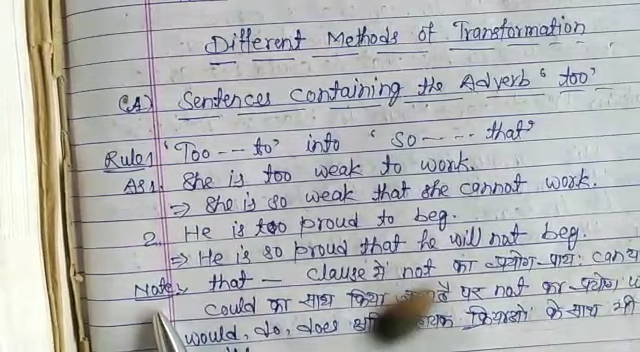 Different Methods of Transformation
(A) Sentences containing the Adverb 'too'
Rule 1 'Too --- to' into 'so --- that'
As 1. She is too weak to work.
⇒ She is so weak that she cannot work.
2. He is too proud to beg.
⇒ He is so proud that he will not beg.
Note:- that - clause में not का प्रयोग प्रायः can या
could का साथ किया है पर not का प्रयोग
would, do, does क्रियाओं के साथ भी